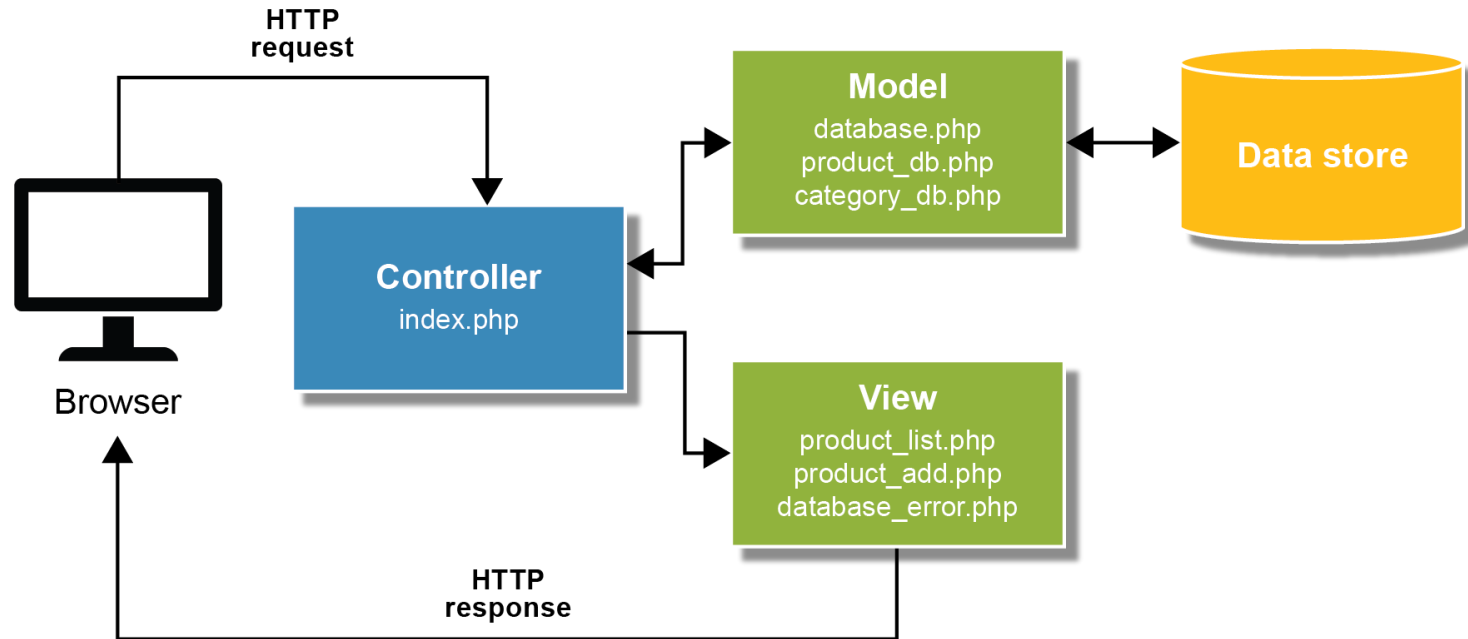 HTTP
request
Model
database.php
product_db.php
category_db.php
Data store
Controller
index.php
Browser
View
product_list.php
product_add.php
database_error.php
HTTP
response